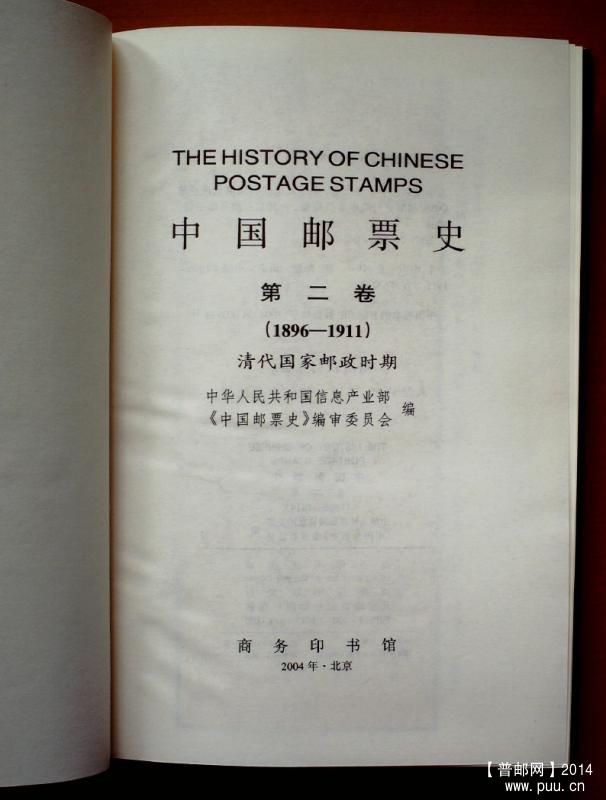 THE HISTORY OF CHINESE
POSTAGE STAMPS
中国邮票史
第二卷
(1896—1911)
清代国家邮政时期
中华人民共和国信息产业部
《中国邮票史》编审委员会 编
商务印书馆
2004年·北京
【普邮网】2014
www.puu.cn